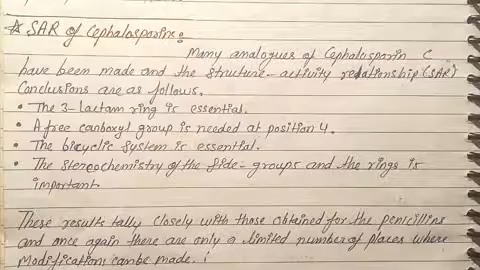 * SAR of Cephalosporins:
Many analogues of Cephalosporin C
have been made and the structure-activity relationship (SAR)
Conclusions are as follows.
• The 3-lactam ring is essential.
• A free carboxyl group is needed at position 4.
• The bicyclic system is essential.
• The stereochemistry of the side-groups and the rings is
important.
These results tally closely with those obtained for the penicillins
and once again there are only a limited number of places where
modifications can be made.